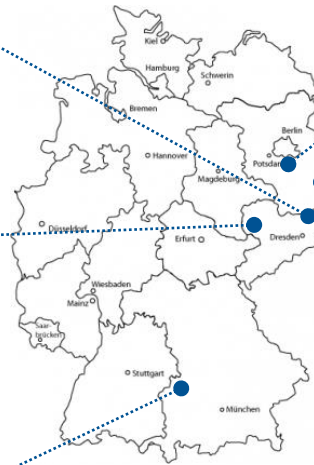 Kiel
Hamburg
Schwerin
Bremen
Berlin
Potsdam
Hannover
Magdeburg
Düsseldorf
Erfurt
Dresden
Wiesbaden
Mainz
Saar-
brücken
Stuttgart
München